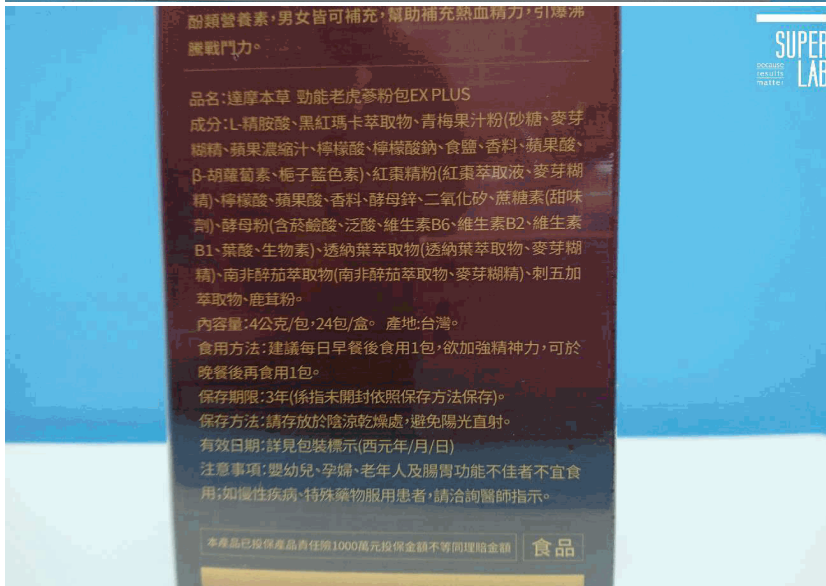 酚類營養素，男女皆可補充，幫助補充熱血精力，引爆沸
騰戰鬥力。
品名：達摩本草 勁能老虎蔘粉包EX PLUS
成分：L-精胺酸、黑紅瑪卡萃取物、青梅果汁粉(砂糖、麥芽
糊精、蘋果濃縮汁、檸檬酸、檸檬酸鈉、食鹽、香料、蘋果酸、
β-胡蘿蔔素、梔子藍色素)、紅棗精粉(紅棗萃取液、麥芽糊
精)、檸檬酸、蘋果酸、香料、酵母鋅、二氧化矽、蔗糖素(甜味
劑)、酵母粉(含菸鹼酸、泛酸、維生素B6、維生素B2、維生素
B1、葉酸、生物素)、透納葉萃取物(透納葉萃取物、麥芽糊
精)、南非醉茄萃取物(南非醉茄萃取物、麥芽糊精)、刺五加
萃取物、鹿茸粉。
內容量：4公克/包，24包/盒。 產地:台灣。
食用方法：建議每日早餐後食用1包，欲加強精神力，可於
晚餐後再食用1包。
保存期限：3年(係指未開封依照保存方法保存)。
保存方法：請存放於陰涼乾燥處，避免陽光直射。
有效日期：詳見包裝標示(西元年/月/日)
注意事項：嬰幼兒、孕婦、老年人及腸胃功能不佳者不宜食
用；如慢性疾病、特殊藥物服用患者，請洽詢醫師指示。
本產品已投保產品責任險1000萬元投保金額不等同理賠金額
食品
SUPER
LAB
because
results
matter